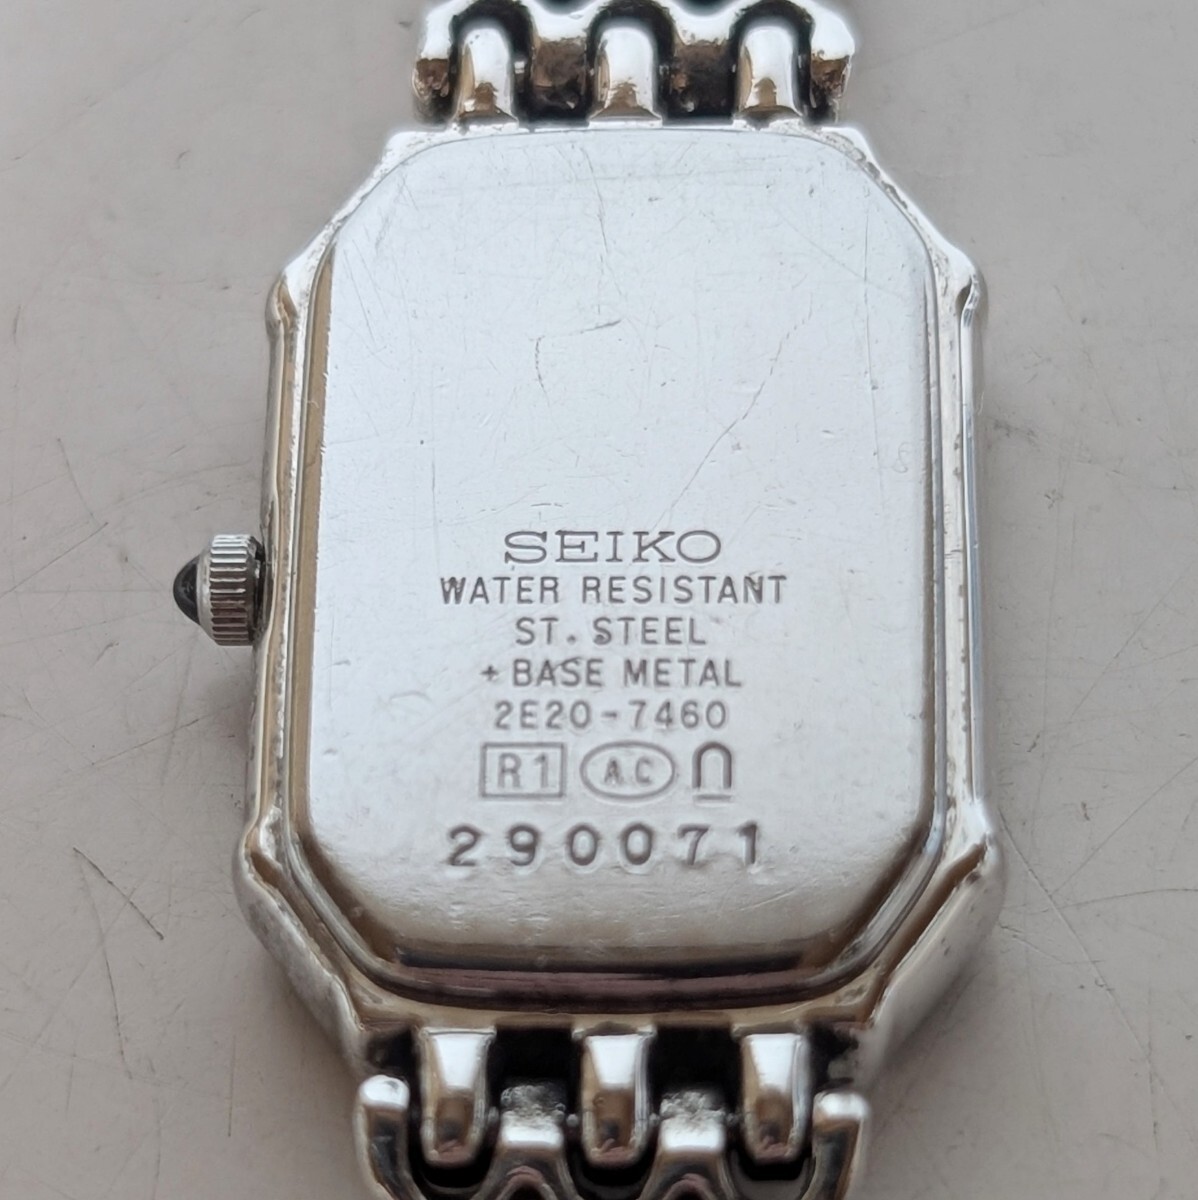 SEIKO
WATER RESISTANT
ST. STEEL
+ BASE METAL
2E20-7460
R1 A.C
290071